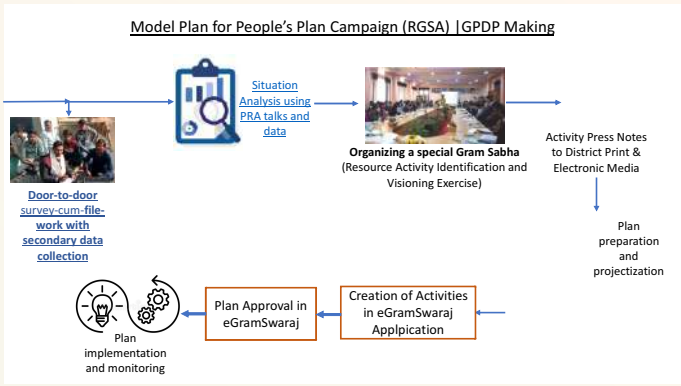 Model Plan for People's Plan Campaign (RGSA) |GPDP Making
Situation
Analysis using
PRA talks and
data
Organizing a special Gram Sabha
(Resource Activity Identification and
Visioning Exercise)
Activity Press Notes
to District Print &
Electronic Media
Door-to-door
survey-cum-file-
work with
secondary data
collection
Plan
preparation
and
projectization
Creation of Activities
in eGramSwaraj
Applpication
Plan Approval in
eGramSwaraj
Plan
implementation
and monitoring